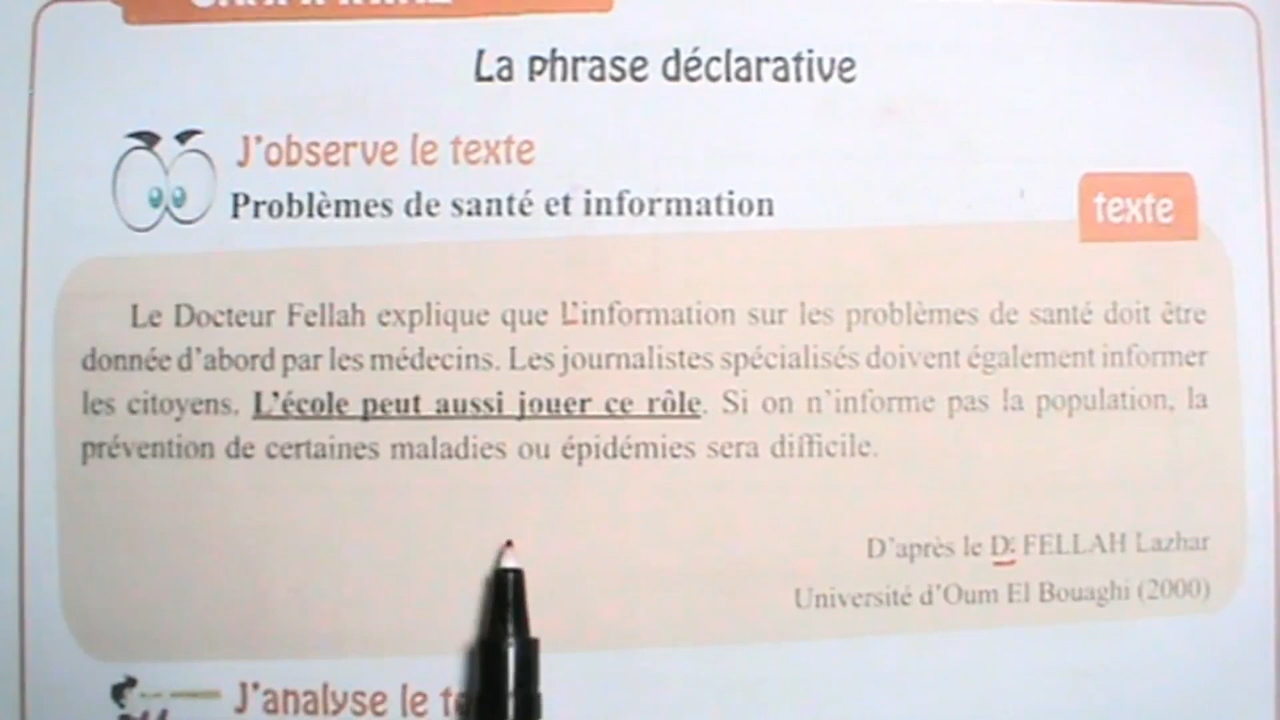 La phrase déclarative
J'observe le texte
Problèmes de santé et information
texte
Le Docteur Fellah explique que L'information sur les problèmes de santé doit être
donnée d'abord par les médecins. Les journalistes spécialisés doivent également informer
les citoyens. L'école peut aussi jouer ce rôle. Si on n'informe pas la population, la
prévention de certaines maladies ou épidémies sera difficile.
D'après le Dr FELLAH Lazhar
Université d'Oum El Bouaghi (2000)
J'analyse le